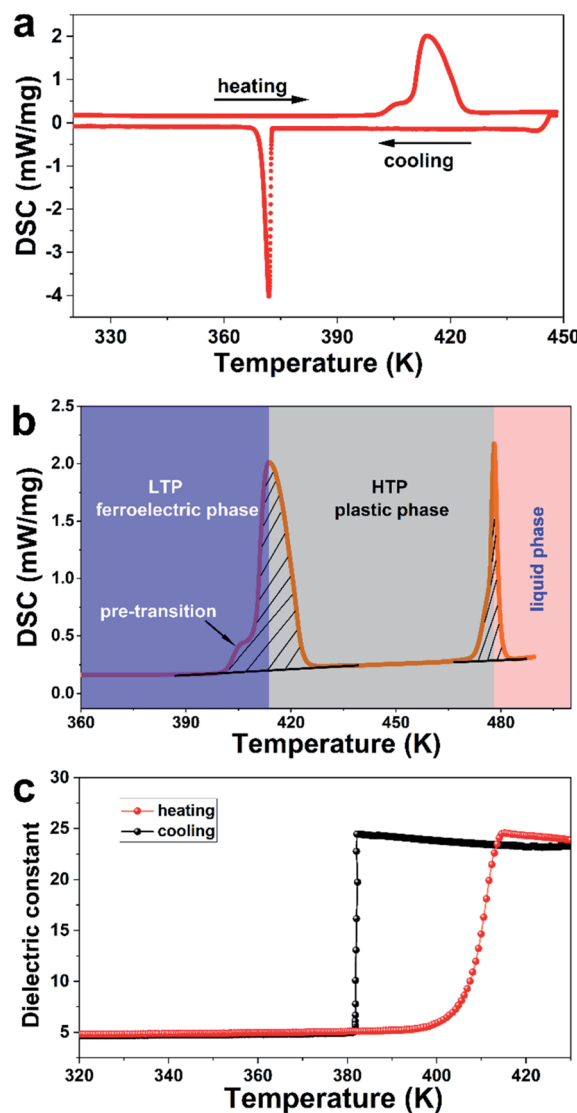 a
2
1
0
-1
-2
-3
-4
DSC (mW/mg)
heating
cooling
330
360
390
420
450
Temperature (K)
b
2.5
2.0
1.5
1.0
0.5
0.0
DSC (mW/mg)
LTP
ferroelectric phase
HTP
plastic phase
liquid phase
pre-transition
360
390
420
450
480
Temperature (K)
c
30
25
20
15
10
5
0
Dielectric constant
heating
cooling
320
340
360
380
400
420
Temperature (K)